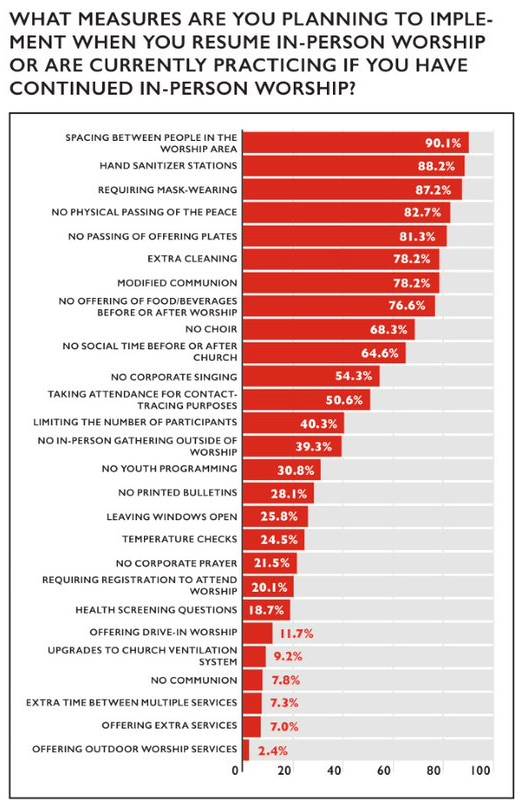 WHAT MEASURES ARE YOU PLANNING TO IMPLE-
MENT WHEN YOU RESUME IN-PERSON WORSHIP
OR ARE CURRENTLY PRACTICING IF YOU HAVE
CONTINUED IN-PERSON WORSHIP?
SPACING BETWEEN PEOPLE IN THE
WORSHIP AREA
90.1%
HAND SANITIZER STATIONS
88.2%
REQUIRING MASK-WEARING
87.2%
NO PHYSICAL PASSING OF THE PEACE
82.7%
NO PASSING OF OFFERING PLATES
81.3%
EXTRA CLEANING
78.2%
MODIFIED COMMUNION
78.2%
NO OFFERING OF FOOD/BEVERAGES
BEFORE OR AFTER WORSHIP
76.6%
NO CHOIR
68.3%
NO SOCIAL TIME BEFORE OR AFTER
CHURCH
64.6%
NO CORPORATE SINGING
54.3%
TAKING ATTENDANCE FOR CONTACT-
TRACING PURPOSES
50.6%
LIMITING THE NUMBER OF PARTICIPANTS
40.3%
NO IN-PERSON GATHERING OUTSIDE OF
WORSHIP
39.3%
NO YOUTH PROGRAMMING
30.8%
NO PRINTED BULLETINS
28.1%
LEAVING WINDOWS OPEN
25.8%
TEMPERATURE CHECKS
24.5%
NO CORPORATE PRAYER
21.5%
REQUIRING REGISTRATION TO ATTEND
WORSHIP
20.1%
HEALTH SCREENING QUESTIONS
18.7%
OFFERING DRIVE-IN WORSHIP
11.7%
UPGRADES TO CHURCH VENTILATION
SYSTEM
9.2%
NO COMMUNION
7.8%
EXTRA TIME BETWEEN MULTIPLE SERVICES
7.3%
OFFERING EXTRA SERVICES
7.0%
OFFERING OUTDOOR WORSHIP SERVICES
2.4%
0 20 40 60 80 100